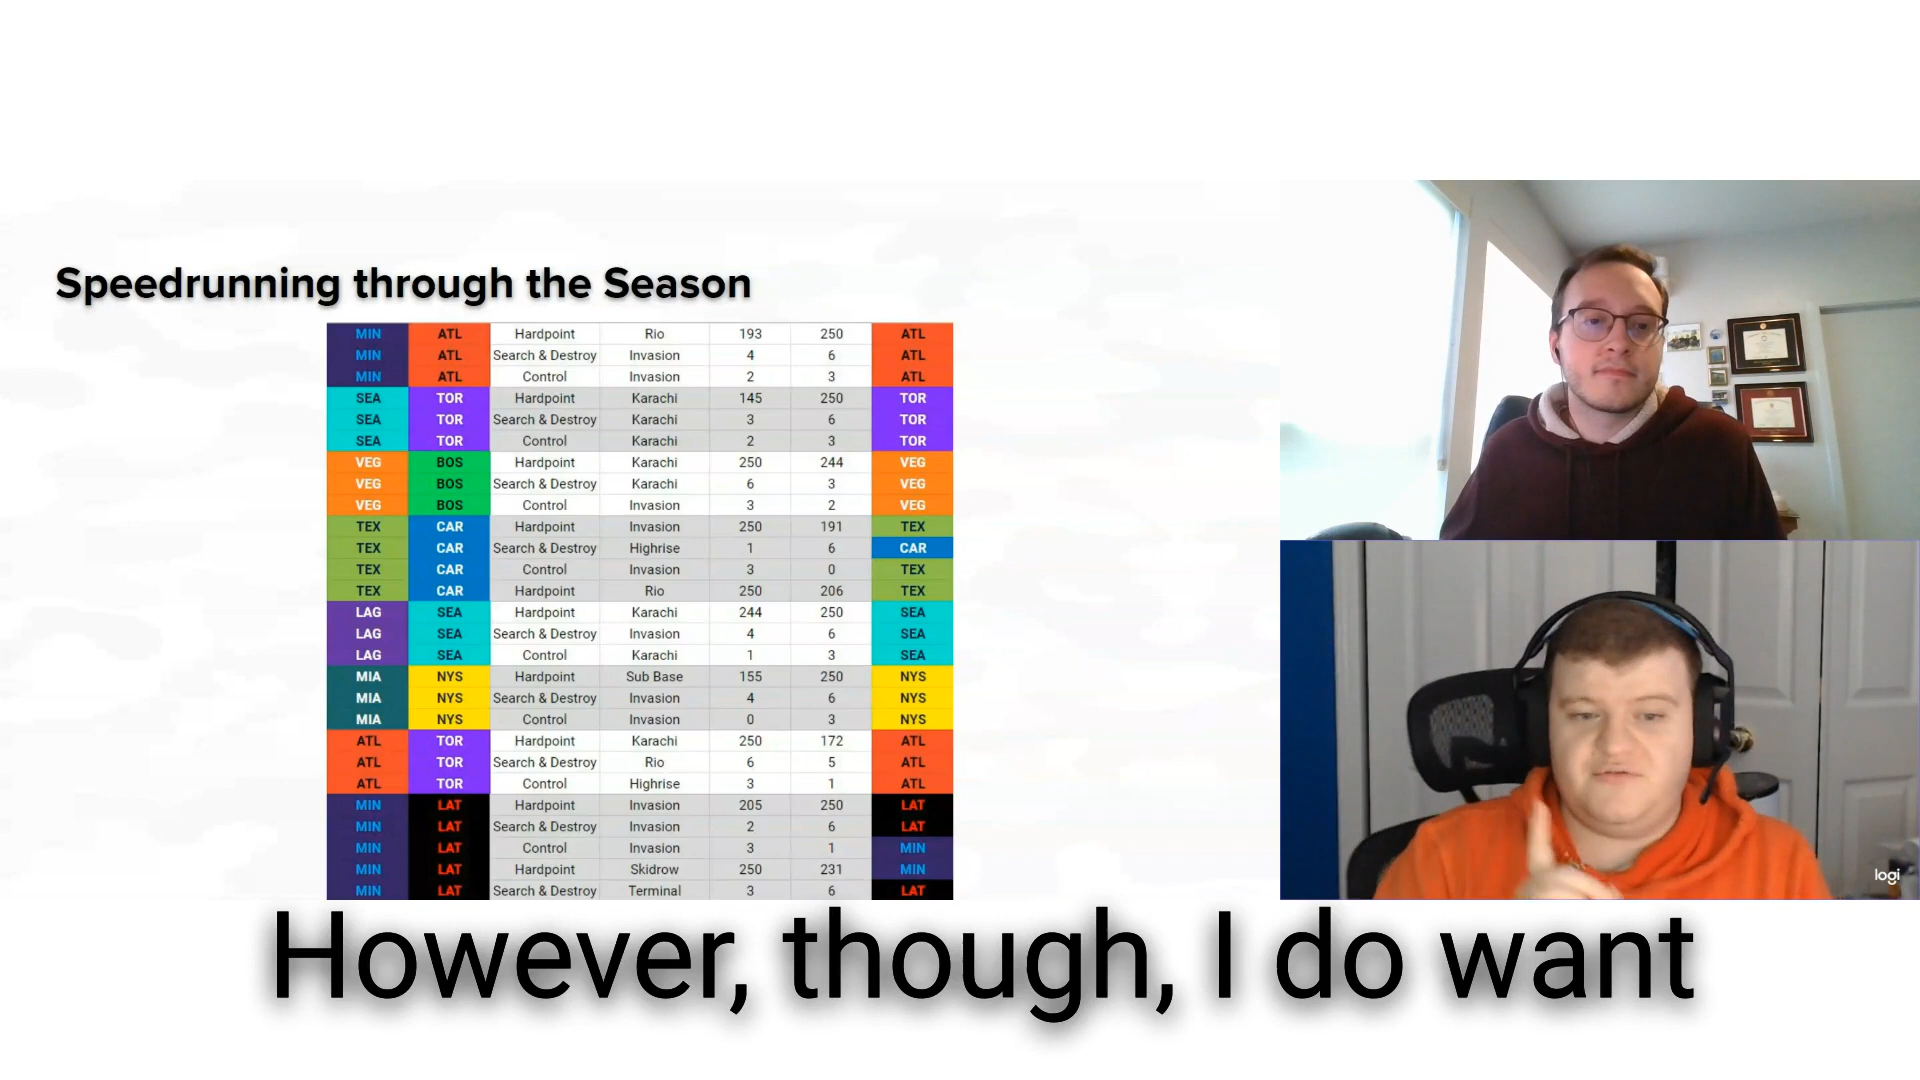 Speedrunning through the Season
MIN ATL Hardpoint Rio 193 250 ATL
MIN ATL Search & Destroy Invasion 4 6 ATL
MIN ATL Control Invasion 2 3 ATL
SEA TOR Hardpoint Karachi 145 250 TOR
SEA TOR Search & Destroy Karachi 3 6 TOR
SEA TOR Control Karachi 2 3 TOR
VEG BOS Hardpoint Karachi 250 244 VEG
VEG BOS Search & Destroy Karachi 6 3 VEG
VEG BOS Control Invasion 3 2 VEG
TEX CAR Hardpoint Invasion 250 191 TEX
TEX CAR Search & Destroy Highrise 1 6 CAR
TEX CAR Control Invasion 3 0 TEX
TEX CAR Hardpoint Rio 250 206 TEX
LAG SEA Hardpoint Karachi 244 250 SEA
LAG SEA Search & Destroy Invasion 4 6 SEA
LAG SEA Control Karachi 1 3 SEA
MIA NYS Hardpoint Sub Base 155 250 NYS
MIA NYS Search & Destroy Invasion 4 6 NYS
MIA NYS Control Invasion 0 3 NYS
ATL TOR Hardpoint Karachi 250 172 ATL
ATL TOR Search & Destroy Rio 6 5 ATL
ATL TOR Control Highrise 3 1 ATL
MIN LAT Hardpoint Invasion 205 250 LAT
MIN LAT Search & Destroy Invasion 2 6 LAT
MIN LAT Control Invasion 3 1 MIN
MIN LAT Hardpoint Skidrow 250 231 MIN
MIN LAT Search & Destroy Terminal 3 6 LAT
logi
However, though, I do want